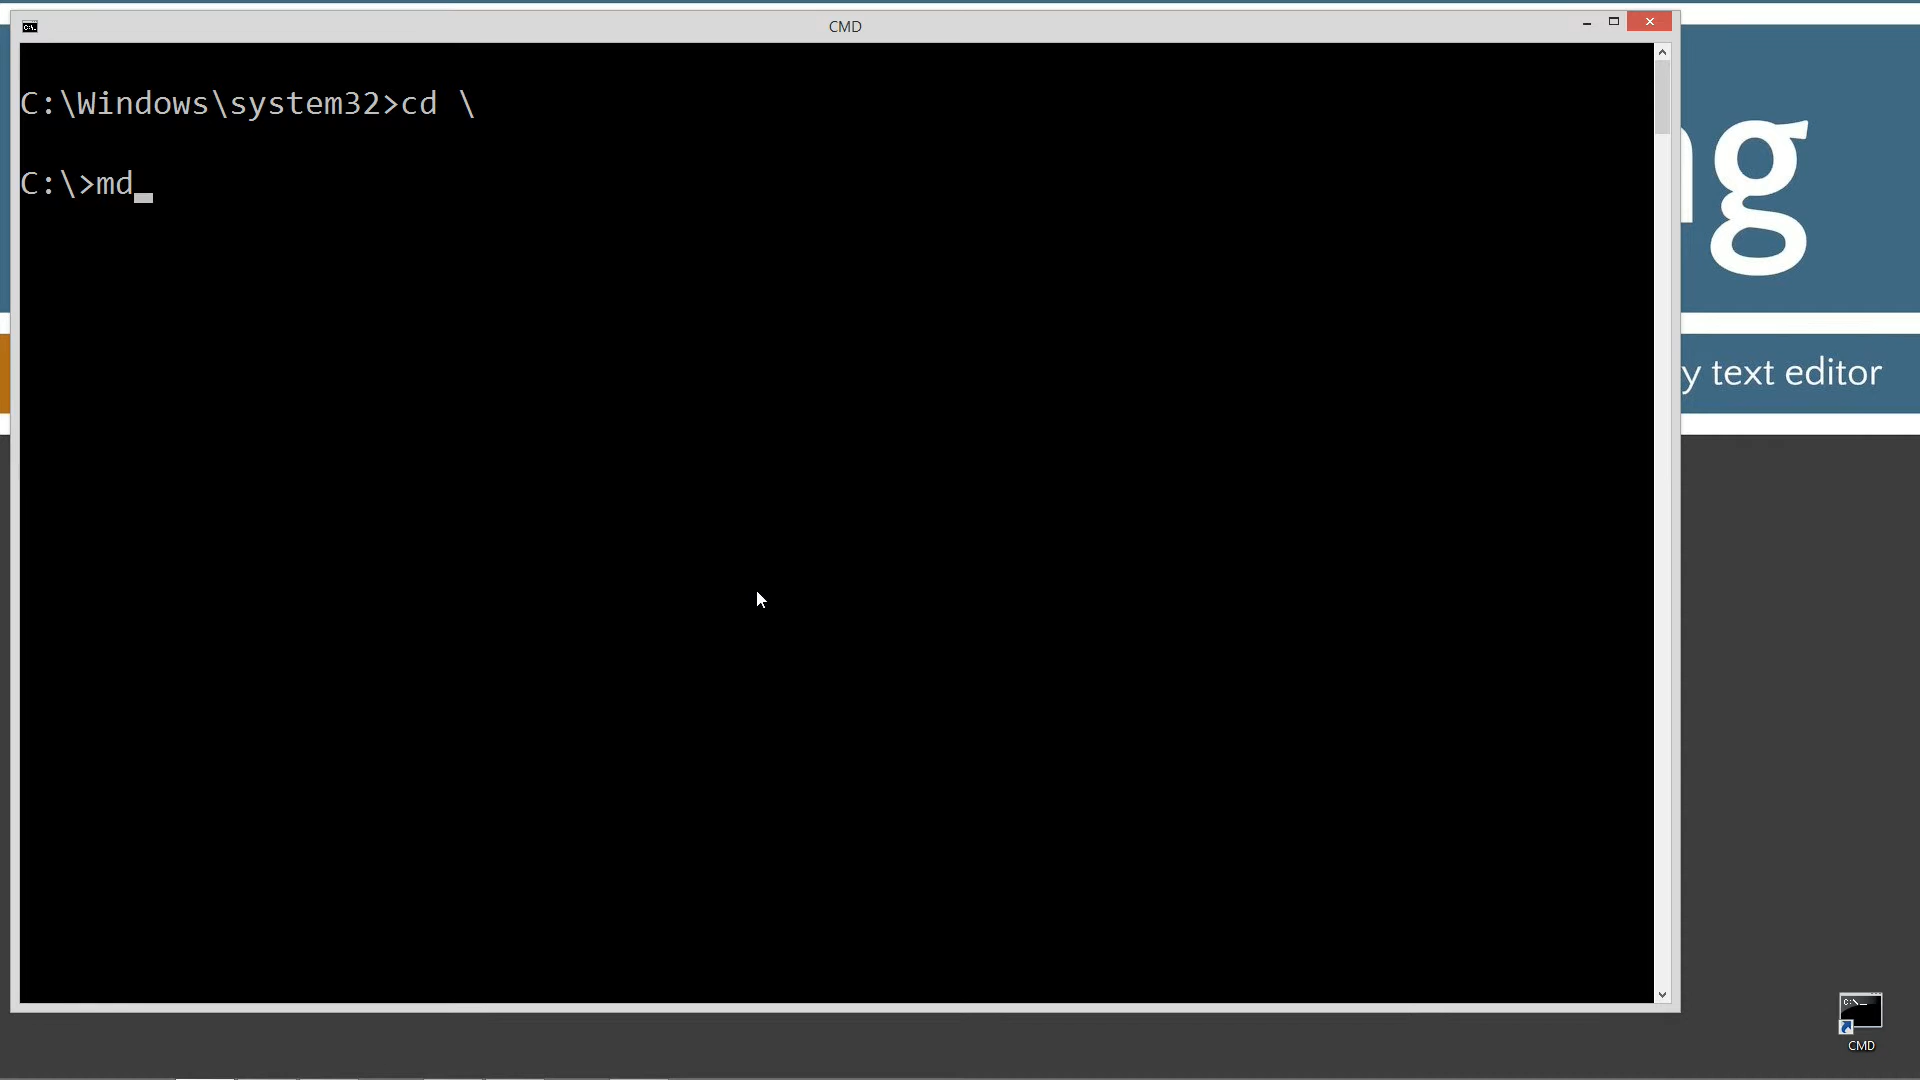 CMD
C:\Windows\system32>cd \
C:\>md
g
y text editor
CMD